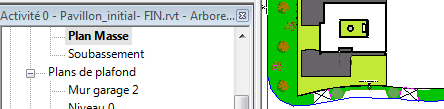 Activité 0 - Pavillon_initial- FIN.rvt - Arbore...
Plan Masse
Soubassement
Plans de plafond
Mur garage 2
Niveau 0